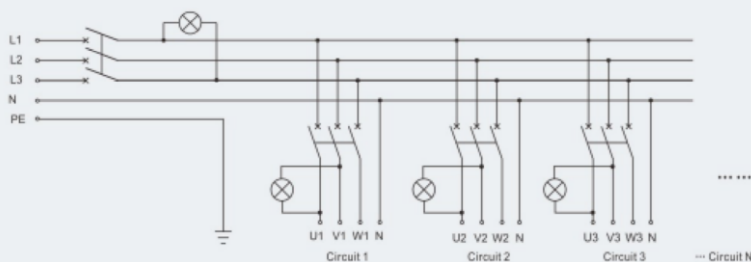 L1
L2
L3
N
PE
U1 V1 W1 N
U2 V2 W2 N
U3 V3 W3 N
Circuit 1
Circuit 2
Circuit 3
··· ···
··· Circuit N